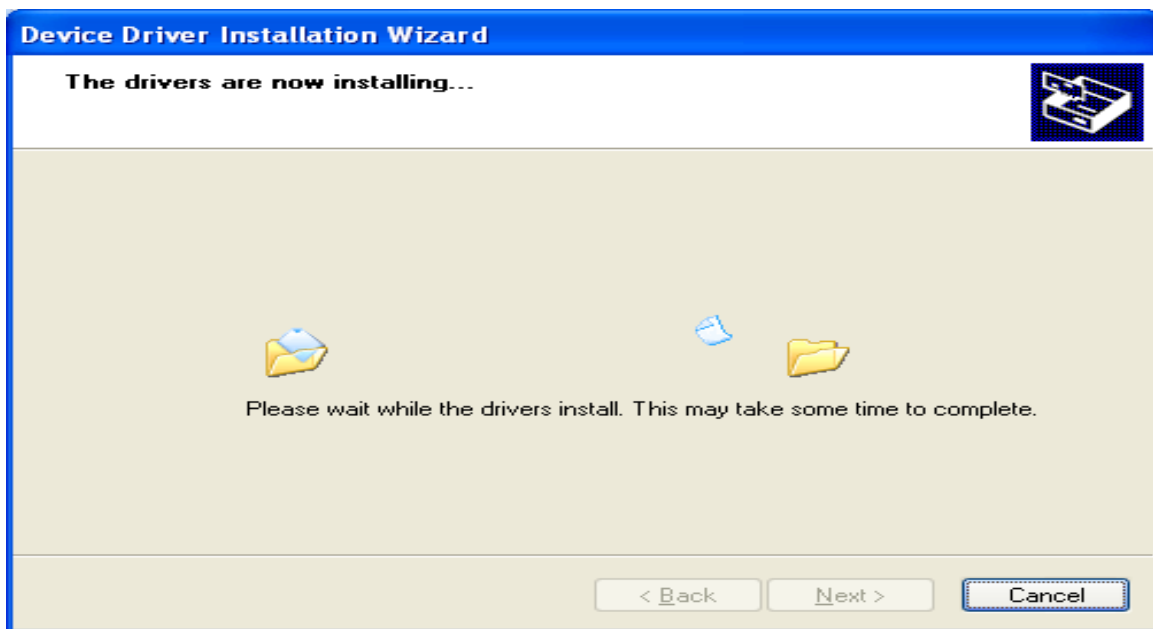 Device Driver Installation Wizard
The drivers are now installing...
Please wait while the drivers install. This may take some time to complete.
< Back
Next >
Cancel